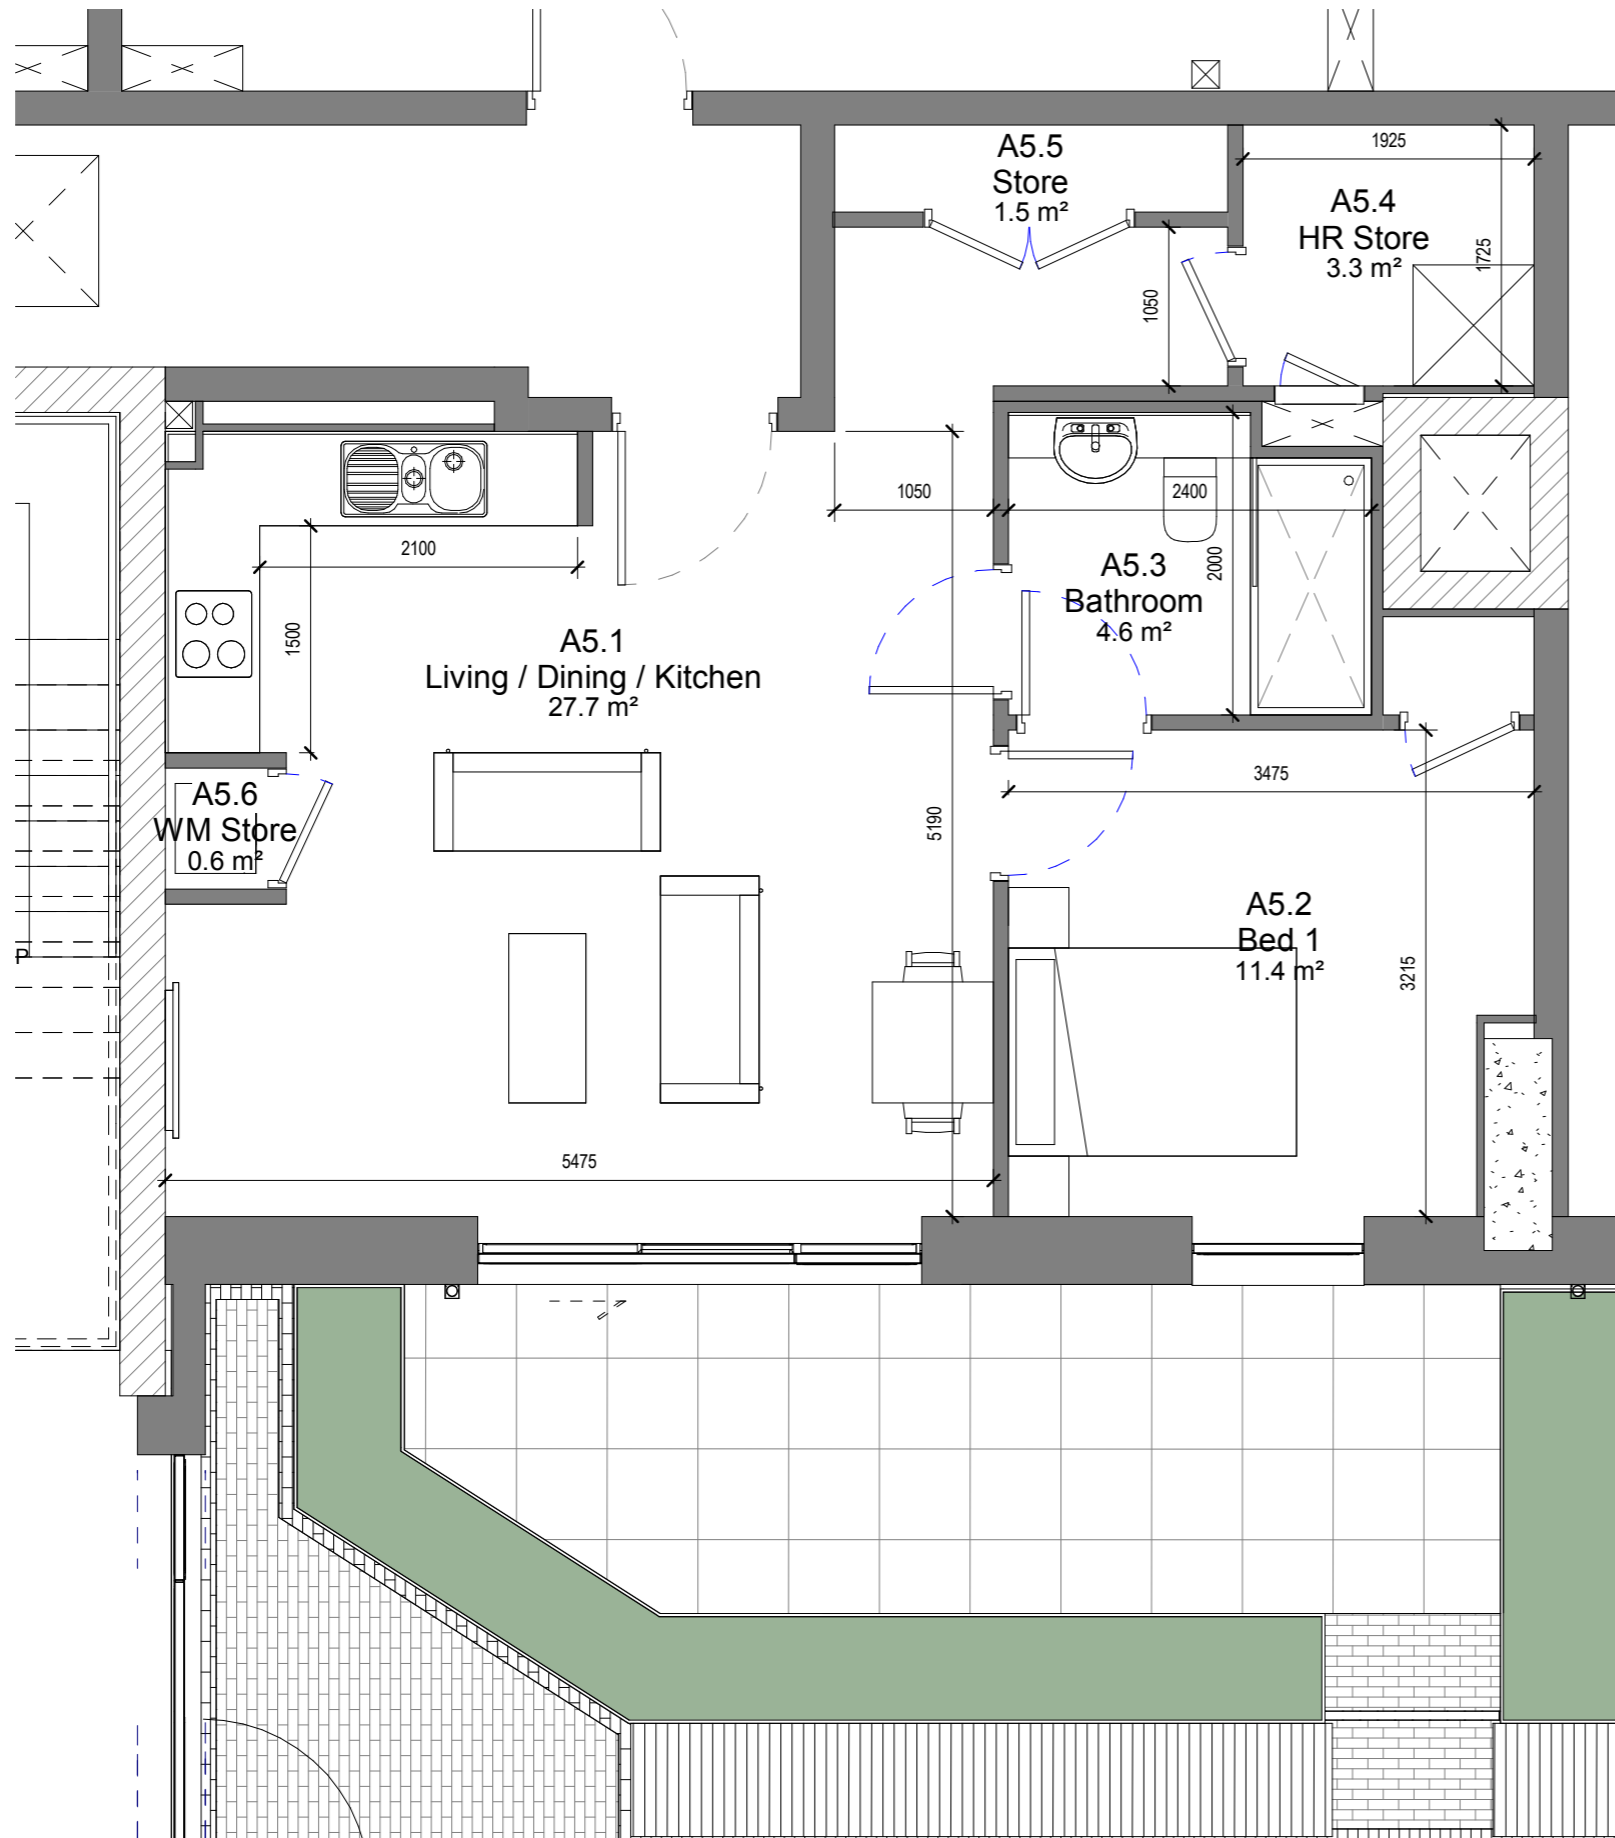 A5.5
Store
1.5 m²
1925
A5.4
HR Store
3.3 m²
1725
1050
1050
2400
2000
A5.3
Bathroom
4.6 m²
2100
1500
A5.1
Living / Dining / Kitchen
27.7 m²
3475
A5.6
WM Store
0.6 m²
5190
A5.2
Bed 1
11.4 m²
3215
P
5475